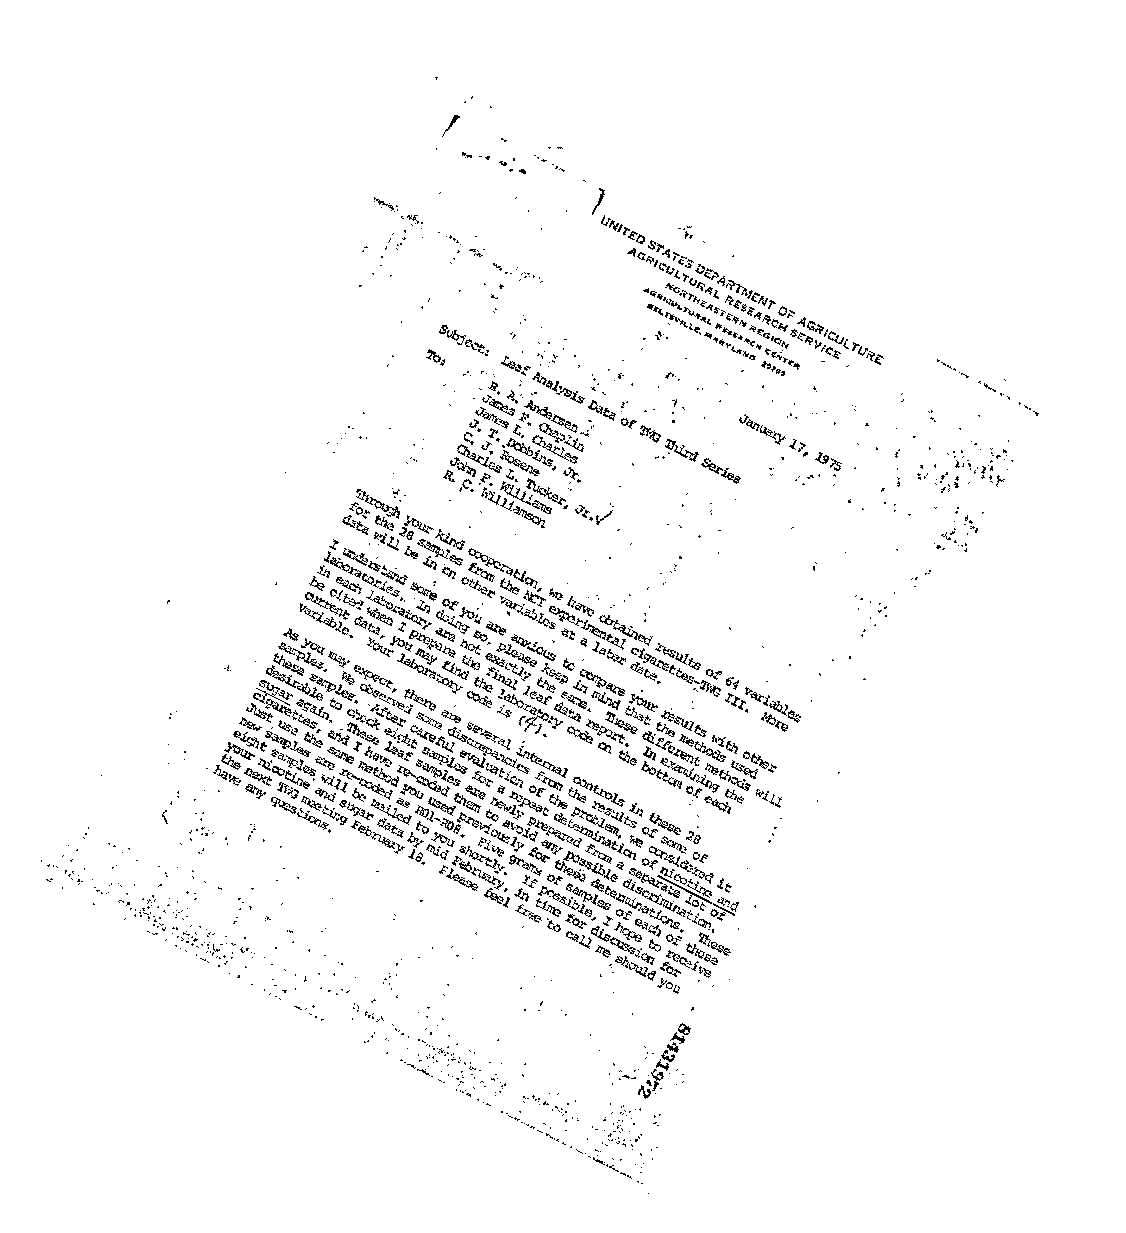 UNITED STATES DEPARTMENT OF AGRICULTURE
AGRICULTURAL RESEARCH SERVICE
NORTHEASTERN REGION
AGRICULTURAL RESEARCH CENTER
BELTSVILLE, MARYLAND 20705
January 17, 1975
Subject: Leaf Analysis Data of TWG Third Series
To:
R. A. Andersen
James F. Chaplin
James L. Charles
J. T. Dobbins, Jr.
C. J. Rosene
Charles L. Tucker, Jr.
John F. Williams
R. C. Williamson
Through your kind cooperation, we have obtained results of 64 variables
for the 28 samples from the NCI experimental cigarettes-TWG III. More
data will be in on other variables at a later date.
I understand some of you are anxious to compare your results with other
laboratories. In doing so, please keep in mind that the methods used
in each laboratory are not exactly the same. These different methods will
be cited when I prepare the final leaf data report. In examining the
current data, you may find the laboratory code on the bottom of each
variable. Your laboratory code is (4).
As you may expect, there are several internal controls in these 28
samples. We observed some discrepancies from the results of some of
these samples. After careful evaluation of the problem, we considered it
desirable to check eight samples for a repeat determination of nicotine and
sugar again. These leaf samples are newly prepared from a separate lot of
cigarettes, and I have re-coded them to avoid any possible discrimination.
Just use the same method you used previously for these determinations. These
new samples are re-coded as R01-R08. Five grams of samples of each of those
eight samples will be mailed to you shortly. If possible, I hope to receive
your nicotine and sugar data by mid February, in time for discussion for
the next TWG meeting February 18. Please feel free to call me should you
have any questions.
81431972